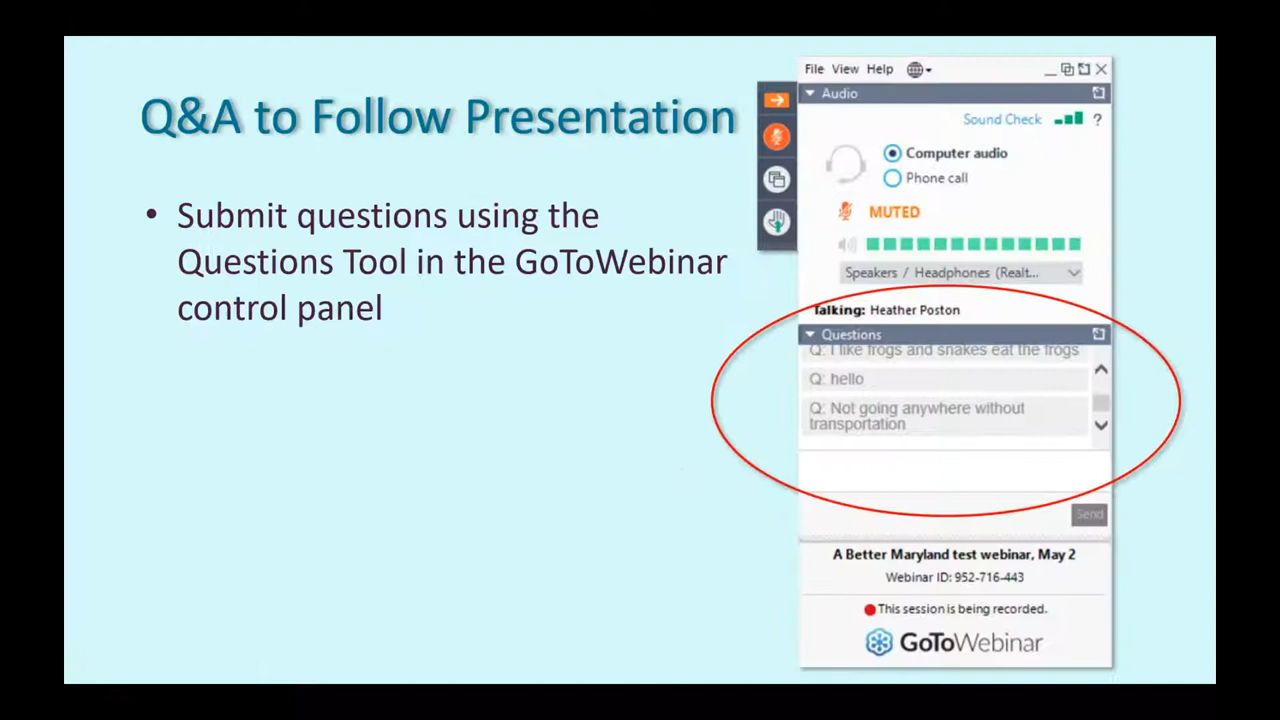 Q&A to Follow Presentation
• Submit questions using the
Questions Tool in the GoToWebinar
control panel
File View Help
Audio
Sound Check ?
Computer audio
Phone call
MUTED
Speakers / Headphones (Realt...
Talking: Heather Poston
Questions
Q: I like frogs and snakes eat the frogs
Q: hello
Q: Not going anywhere without
transportation
Send
A Better Maryland test webinar, May 2
Webinar ID: 952-716-443
This session is being recorded.
GoToWebinar